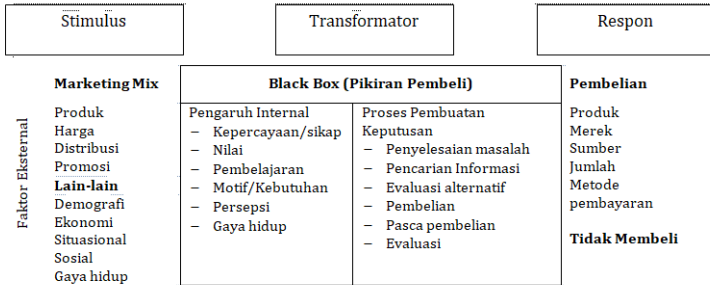 Stimulus
Transformator
Respon
Faktor Eksternal
Marketing Mix
Produk
Harga
Distribusi
Promosi
Lain-lain
Demografi
Ekonomi
Situasional
Sosial
Gaya hidup
Black Box (Pikiran Pembeli)
Pengaruh Internal
– Kepercayaan/sikap
– Nilai
– Pembelajaran
– Motif/Kebutuhan
– Persepsi
– Gaya hidup
Proses Pembuatan
Keputusan
– Penyelesaian masalah
– Pencarian Informasi
– Evaluasi alternatif
– Pembelian
– Pasca pembelian
– Evaluasi
Pembelian
Produk
Merek
Sumber
Jumlah
Metode
pembayaran
Tidak Membeli